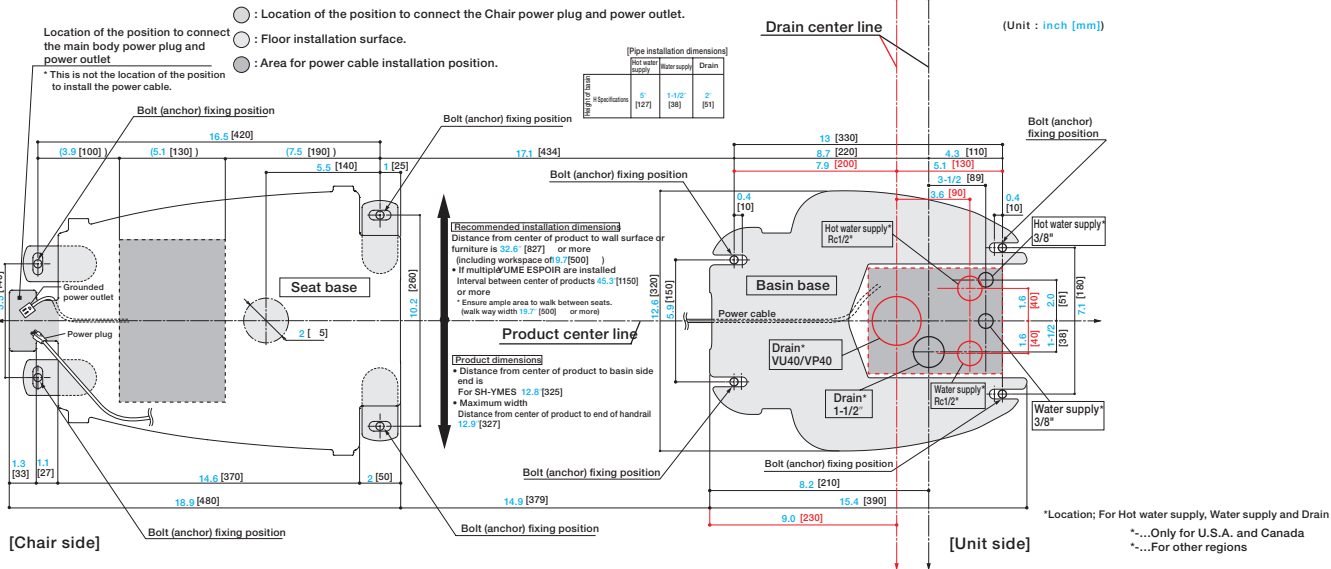 : Location of the position to connect the Chair power plug and power outlet.
: Floor installation surface.
: Area for power cable installation position.
Location of the position to connect
the main body power plug and
power outlet
* This is not the location of the position
to install the power cable.
[Pipe installation dimensions]
Hot water supply Water supply Drain
Height of basin
H Specifications 5" [127] 1-1/2" [38] 2" [51]
Drain center line
(Unit : inch [mm])
Bolt (anchor) fixing position
Bolt (anchor) fixing position
Bolt (anchor)
fixing position
Bolt (anchor) fixing position
16.5 [420]
(3.9 [100] )
(5.1 [130] )
(7.5 [190] )
5.5 [140]
1 [25]
17.1 [434]
13 [330]
8.7 [220]
4.3 [110]
7.9 [200]
5.1 [130]
3-1/2 [89]
3.6 [90]
0.4
[10]
0.4
[10]
Recommended installation dimensions
Distance from center of product to wall surface or
furniture is 32.6" [827] or more
(including workspace of 19.7"[500] )
• If multiple YUME ESPOIR are installed
Interval between center of products 45.3"[1150]
or more
* Ensure ample area to walk between seats.
(walk way width 19.7" [500] or more)
Product center line
Product dimensions
• Distance from center of product to basin side
end is
For SH-YMES 12.8"[325]
• Maximum width
Distance from center of product to end of handrail
12.9"[327]
Grounded
power outlet
Power plug
Seat base
2 [ 5]
10.2 [260]
12.6 [320]
5.9 [150]
Basin base
Power cable
Hot water supply*
Rc1/2"
Hot water supply*
3/8"
Drain*
VU40/VP40
Drain*
1-1/2"
Water supply*
Rc1/2"
Water supply*
3/8"
1.6
[40]
1.6
[40]
2.0
[51]
1-1/2
[38]
7.1 [180]
1.3
[33]
1.1
[27]
14.6 [370]
2 [50]
18.9 [480]
14.9 [379]
8.2 [210]
15.4 [390]
9.0 [230]
Bolt (anchor) fixing position
Bolt (anchor) fixing position
Bolt (anchor) fixing position
Bolt (anchor) fixing position
[Chair side]
[Unit side]
*Location; For Hot water supply, Water supply and Drain
*-...Only for U.S.A. and Canada
*-...For other regions